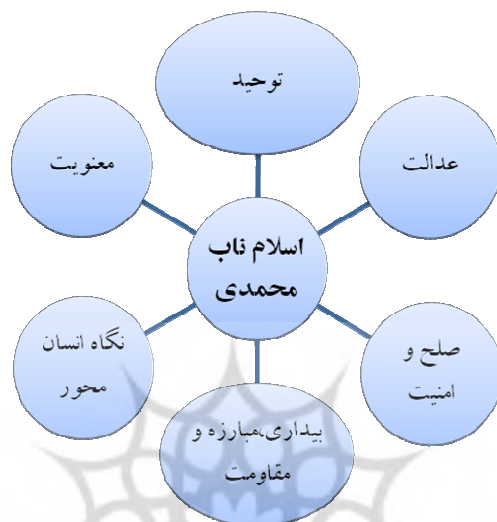 توحید
عدالت
معنویت
اسلام ناب
محمدی
صلح و
امنیت
نگاه انسان
محور
بیداری،مبارزه و
مقاومت